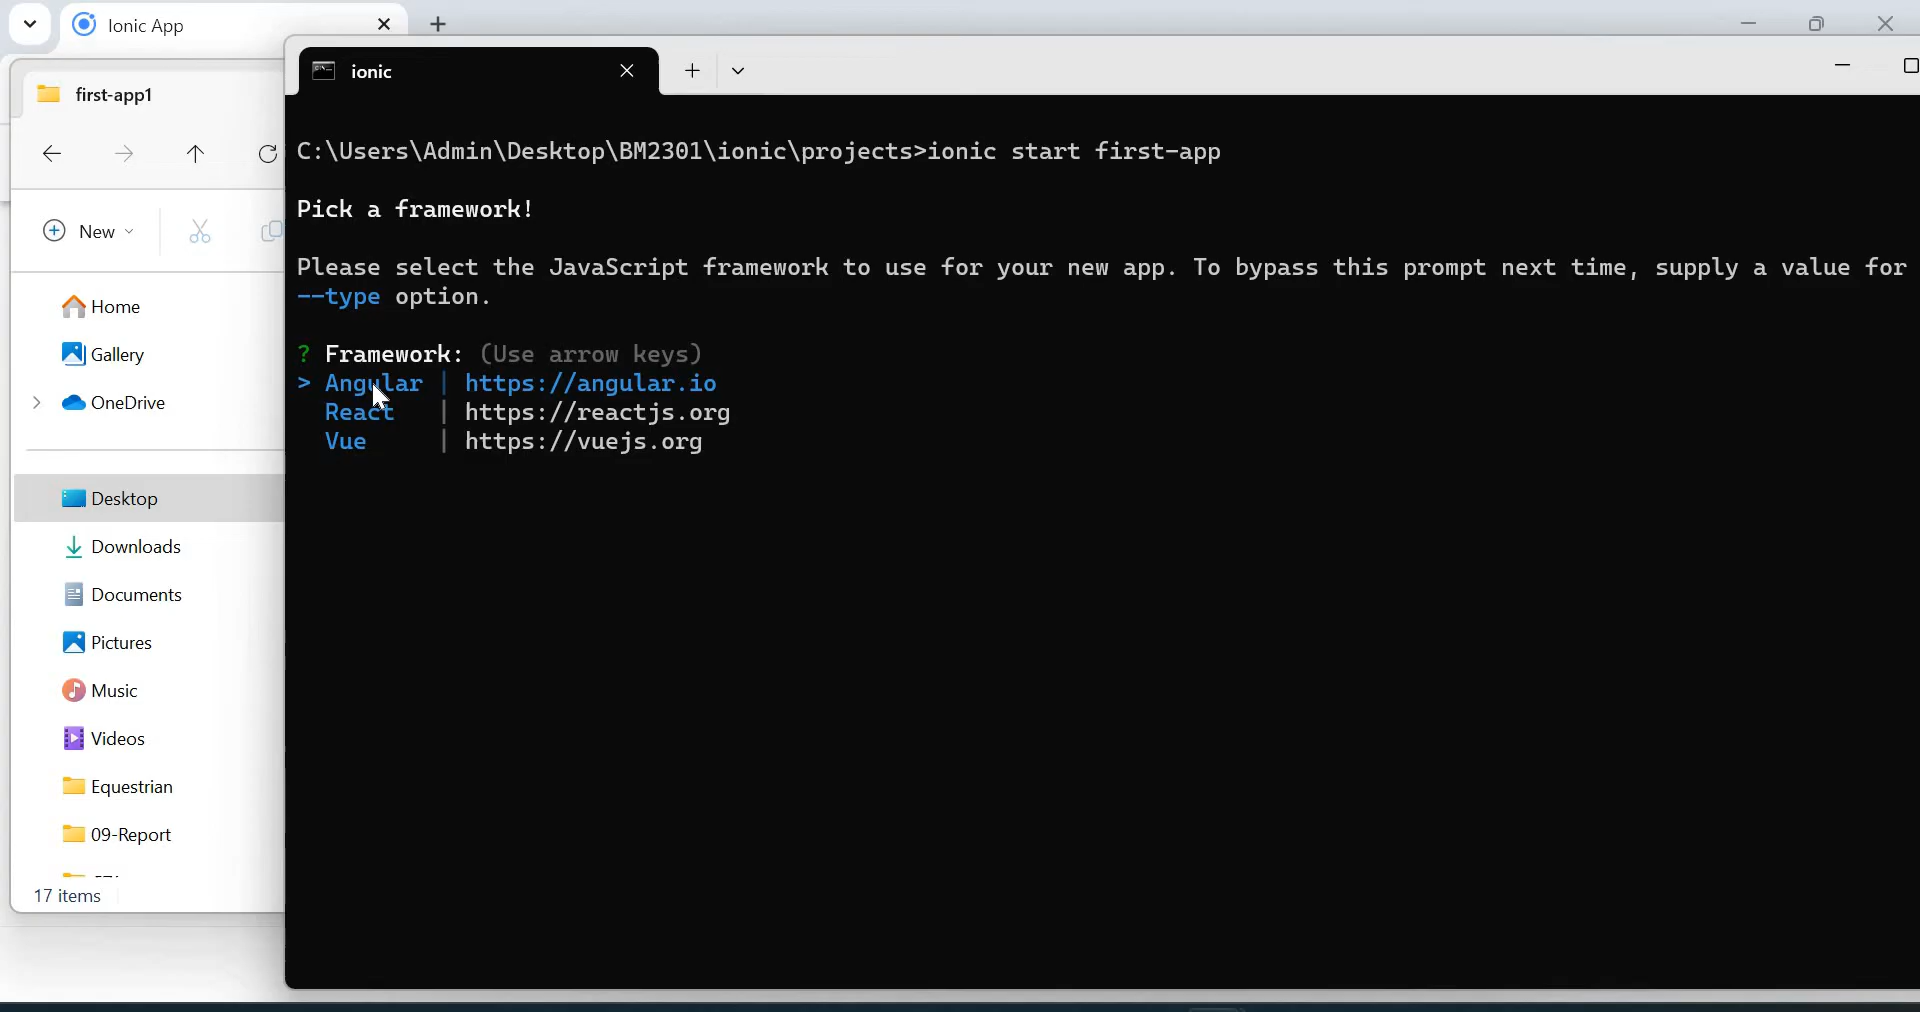 Ionic App
first-app1
New
Home
Gallery
OneDrive
Desktop
Downloads
Documents
Pictures
Music
Videos
Equestrian
09-Report
17 items
ionic
C:\Users\Admin\Desktop\BM2301\ionic\projects>ionic start first-app
Pick a framework!
Please select the JavaScript framework to use for your new app. To bypass this prompt next time, supply a value for
--type option.
? Framework: (Use arrow keys)
> Angular | https://angular.io
React | https://reactjs.org
Vue | https://vuejs.org